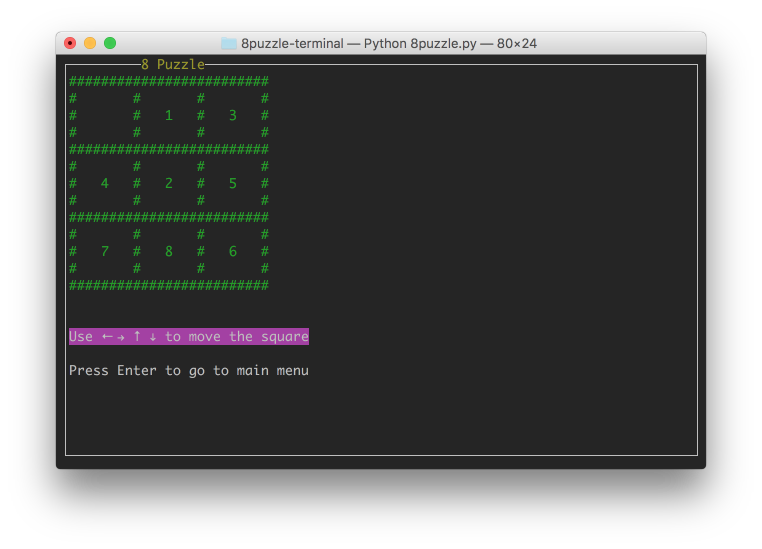 8puzzle-terminal — Python 8puzzle.py — 80×24
8 Puzzle
#########################
#       #       #       #
#       #   1   #   3   #
#       #       #       #
#########################
#       #       #       #
#   4   #   2   #   5   #
#       #       #       #
#########################
#       #       #       #
#   7   #   8   #   6   #
#       #       #       #
#########################
Use ←→ ↑ ↓ to move the square
Press Enter to go to main menu